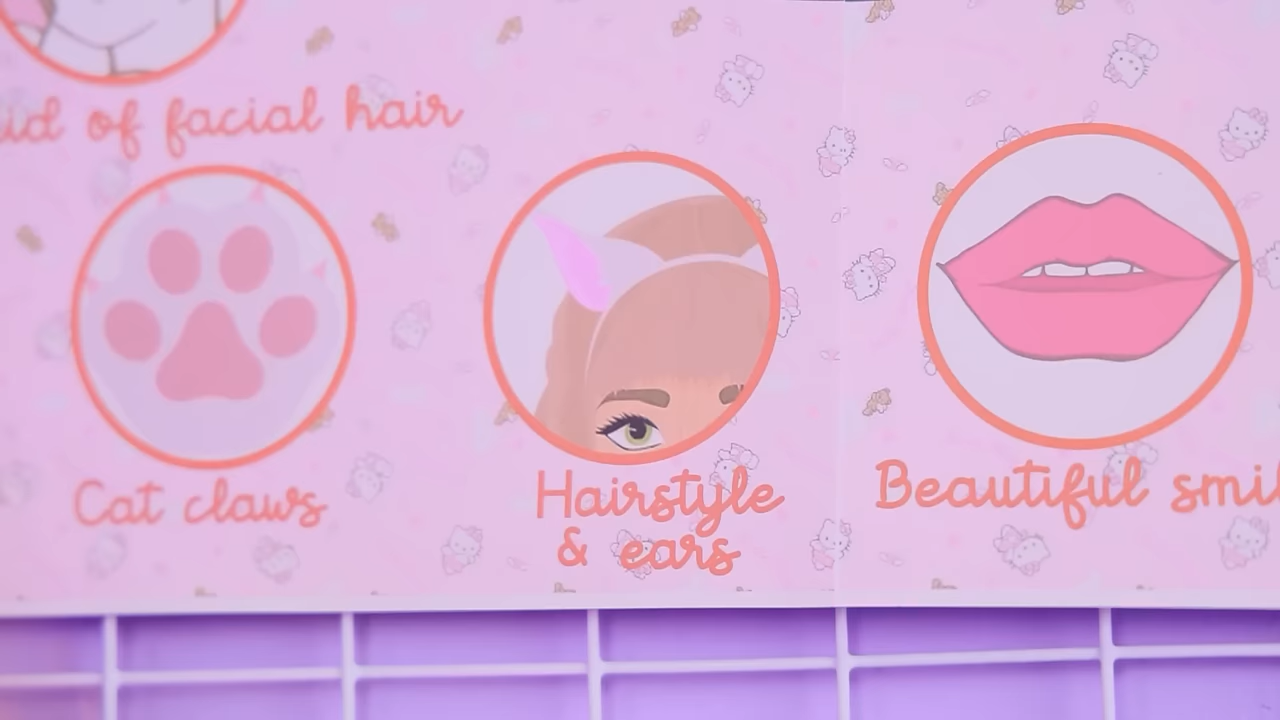 of facial hair
Cat claws
Hairstyle
& ears
Beautiful